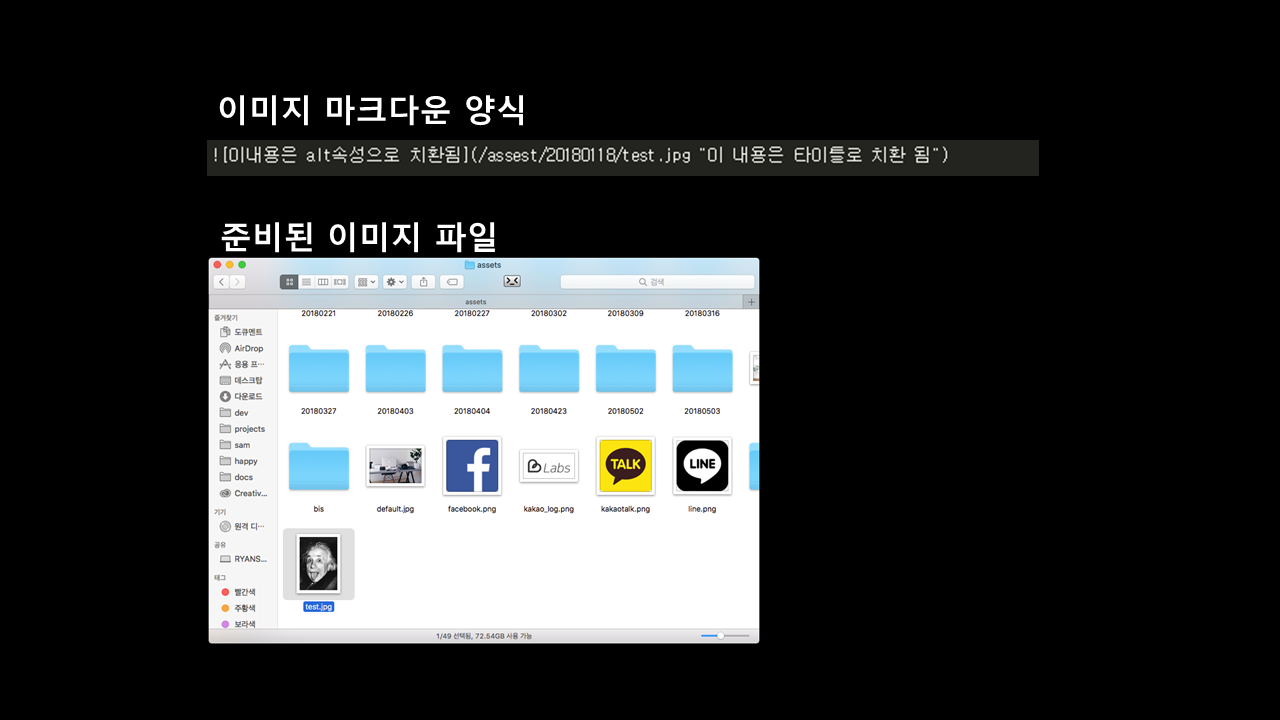 이미지 마크다운 양식
![이내용은 alt속성으로 치환됨](/assest/20180118/test.jpg "이 내용은 타이틀로 치환 됨")
준비된 이미지 파일
assets
검색
assets
즐겨찾기
도큐멘트
AirDrop
응용 프…
데스크탑
다운로드
dev
projects
sam
happy
docs
Creativ...
기기
원격 디…
공유
RYANS...
태그
빨간색
주황색
보라색
20180221 20180226 20180227 20180302 20180309 20180316
20180327 20180403 20180404 20180423 20180502 20180503
Labs TALK LINE
bis default.jpg facebook.png kakao_log.png kakaotalk.png line.png
test.jpg
1/49 선택됨, 72.54GB 사용 가능